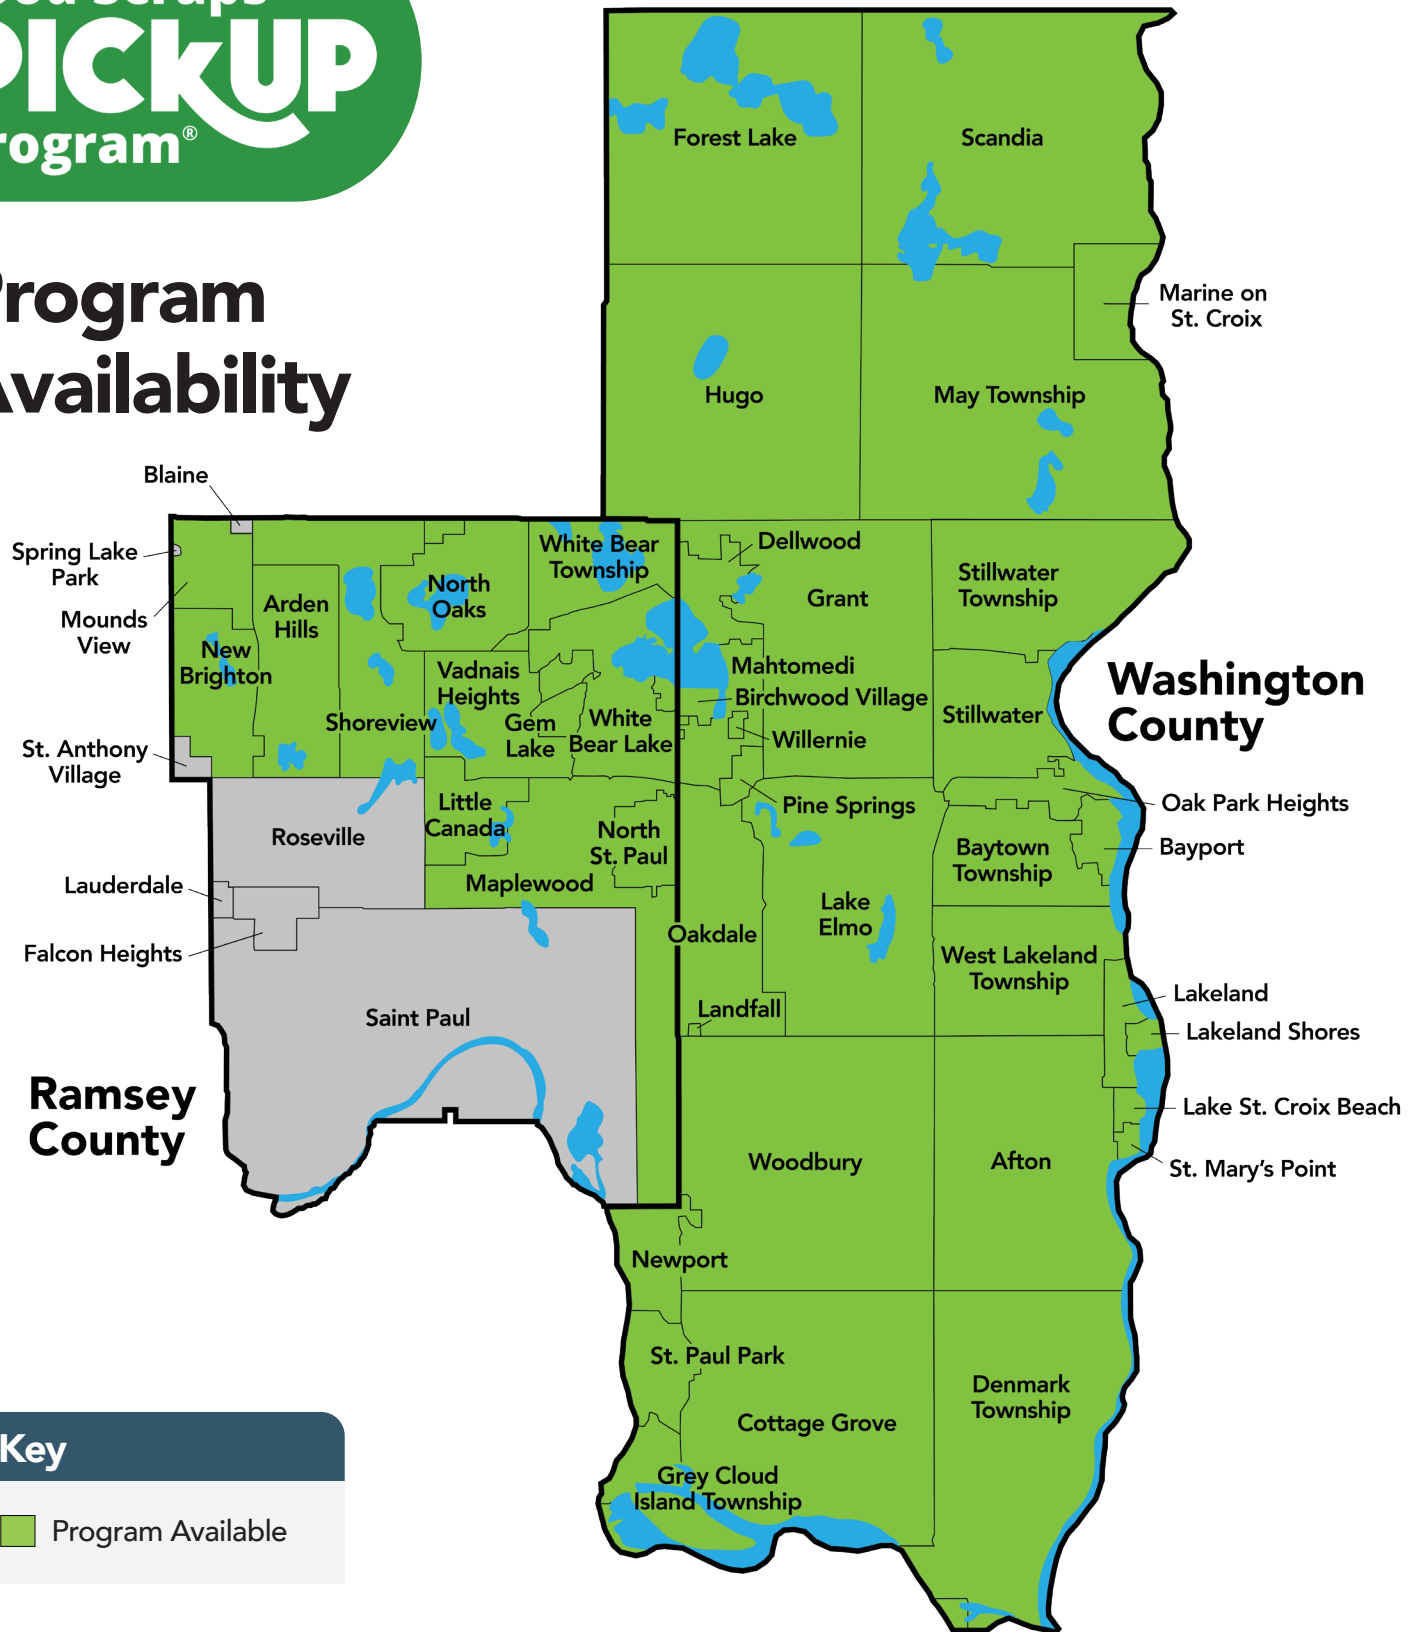 PICKUP
Program
Availability
Forest Lake
Scandia
Marine on
St. Croix
Hugo
May Township
Blaine
Spring Lake
Park
Mounds
View
New
Brighton
Arden
Hills
North
Oaks
White Bear
Township
Dellwood
Grant
Stillwater
Township
Shoreview
Vadnais
Heights
Gem
Lake
White
Bear Lake
Mahtomedi
Birchwood Village
Willernie
Stillwater
Washington
County
St. Anthony
Village
Roseville
Little
Canada
North
St. Paul
Maplewood
Pine Springs
Oak Park Heights
Baytown
Township
Bayport
Lauderdale
Falcon Heights
Lake
Elmo
Oakdale
West Lakeland
Township
Landfall
Lakeland
Lakeland Shores
Saint Paul
Ramsey
County
Lake St. Croix Beach
St. Mary's Point
Woodbury
Afton
Newport
St. Paul Park
Cottage Grove
Denmark
Township
Grey Cloud
Island Township
Key
Program Available